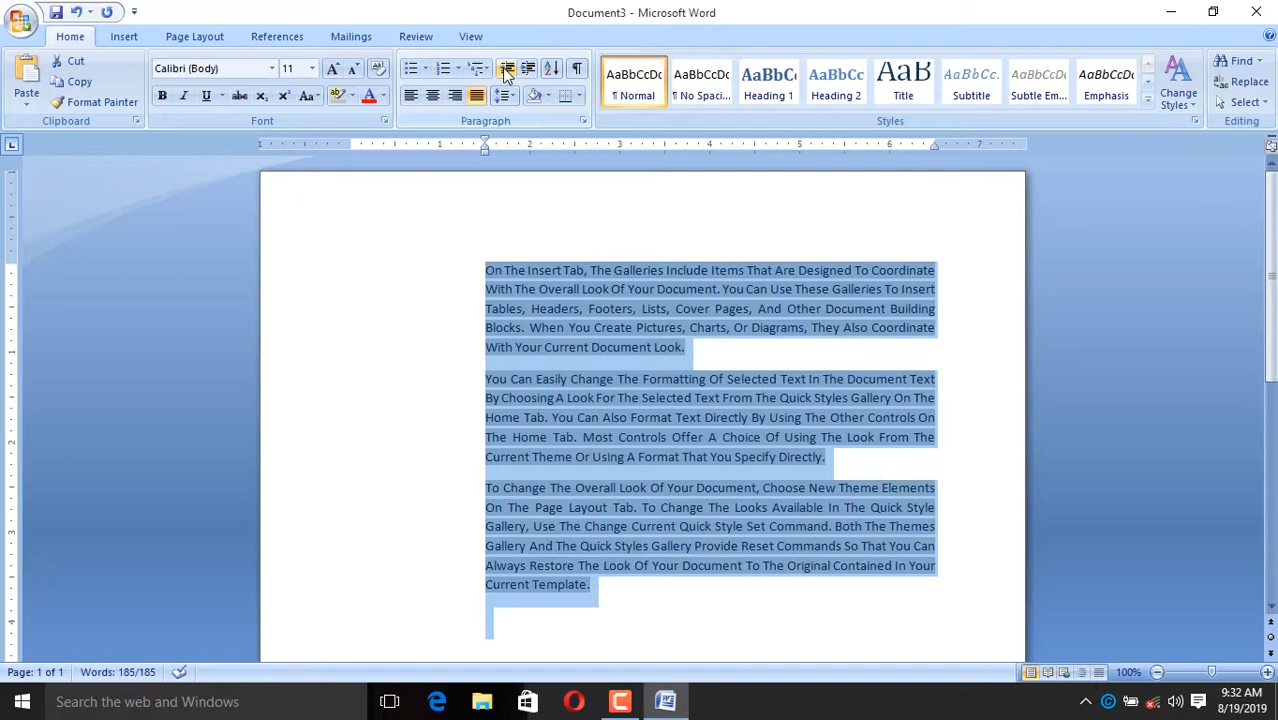 Document3 - Microsoft Word
Home Insert Page Layout References Mailings Review View
Paste
Cut
Copy
Format Painter
Clipboard
Calibri (Body) 11
B I U Aa A
Font
Paragraph
AaBbCcDc AaBbCcDc AaBbC AaBbCc AaB AaBbCc AaBbCcDc AaBbCcDc
¶ Normal ¶ No Spaci... Heading 1 Heading 2 Title Subtitle Subtle Em... Emphasis
Change Styles
Styles
Find
Replace
Select
Editing
1 1 2 3 4 5 6 7
On The Insert Tab, The Galleries Include Items That Are Designed To Coordinate
With The Overall Look Of Your Document. You Can Use These Galleries To Insert
Tables, Headers, Footers, Lists, Cover Pages, And Other Document Building
Blocks. When You Create Pictures, Charts, Or Diagrams, They Also Coordinate
With Your Current Document Look.
You Can Easily Change The Formatting Of Selected Text In The Document Text
By Choosing A Look For The Selected Text From The Quick Styles Gallery On The
Home Tab. You Can Also Format Text Directly By Using The Other Controls On
The Home Tab. Most Controls Offer A Choice Of Using The Look From The
Current Theme Or Using A Format That You Specify Directly.
To Change The Overall Look Of Your Document, Choose New Theme Elements
On The Page Layout Tab. To Change The Looks Available In The Quick Style
Gallery, Use The Change Current Quick Style Set Command. Both The Themes
Gallery And The Quick Styles Gallery Provide Reset Commands So That You Can
Always Restore The Look Of Your Document To The Original Contained In Your
Current Template.
Page: 1 of 1 Words: 185/185 100%
Search the web and Windows
9:32 AM
8/19/2019